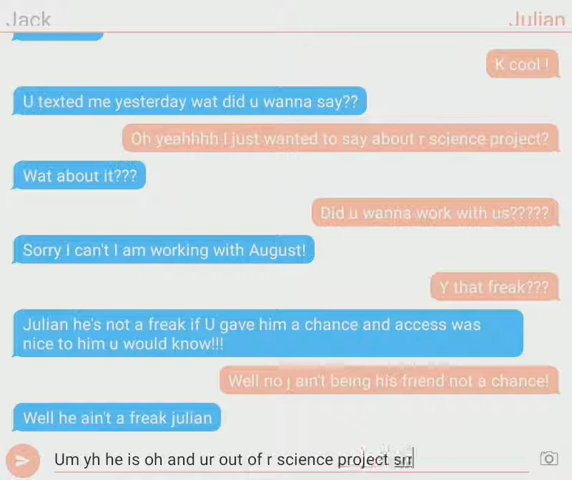 Jack
Julian
K cool !
U texted me yesterday wat did u wanna say??
Oh yeahhhh I just wanted to say about r science project?
Wat about it???
Did u wanna work with us?????
Sorry I can't I am working with August!
Y that freak???
Julian he's not a freak if U gave him a chance and access was
nice to him u would know!!!
Well no j ain't being his friend not a chance!
Well he ain't a freak julian
Um yh he is oh and ur out of r science project srr